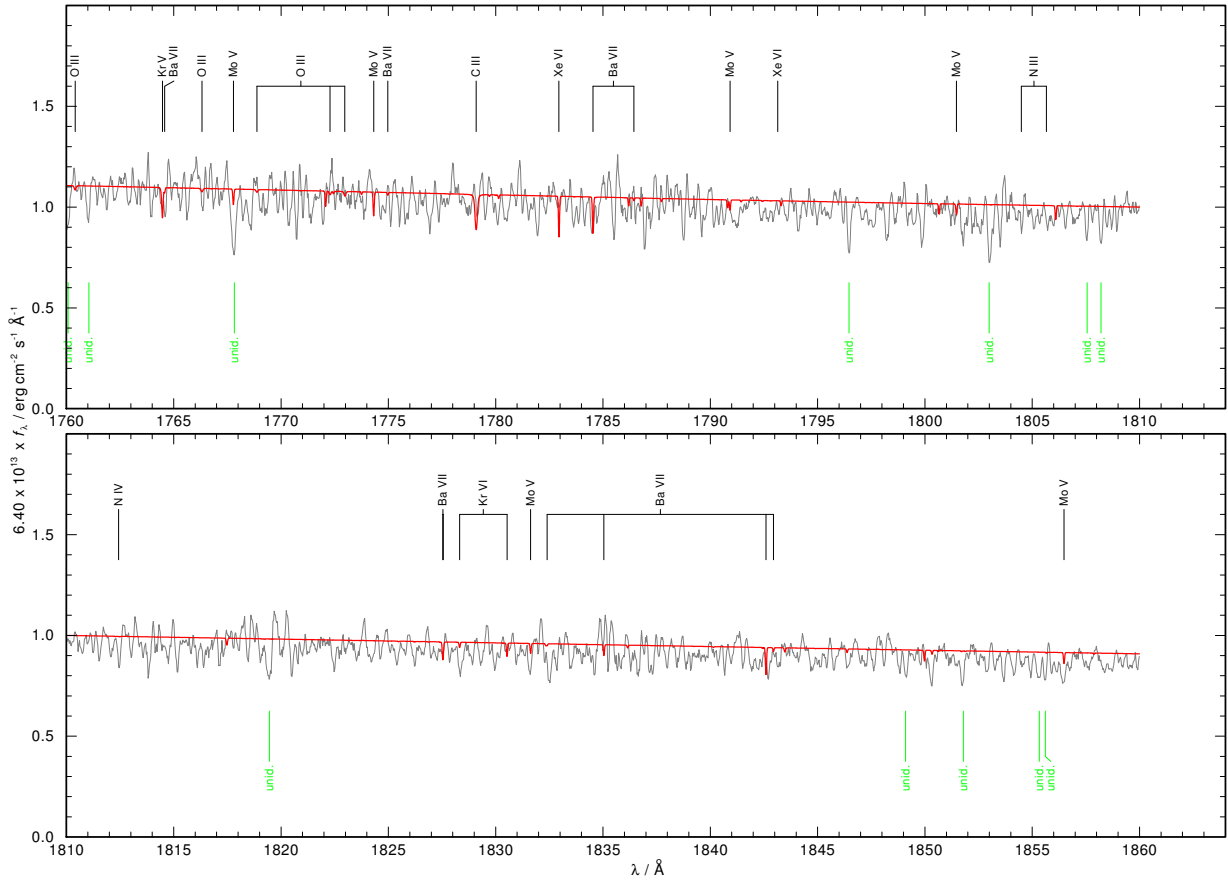 O III
Kr V
Ba VII
O III
Mo V
O III
Mo V
Ba VII
C III
Xe VI
Ba VII
Mo V
Xe VI
Mo V
N III
1.5
1.0
0.5
0.0
unid.
unid.
unid.
unid.
unid.
unid.
unid.
1760 1765 1770 1775 1780 1785 1790 1795 1800 1805 1810
6.40 x 10¹³ x f_λ / erg cm⁻² s⁻¹ Å⁻¹
N IV
Ba VII
Kr VI
Mo V
Ba VII
Mo V
1.5
1.0
0.5
0.0
unid.
unid.
unid.
unid.
unid.
1810 1815 1820 1825 1830 1835 1840 1845 1850 1855 1860
λ / Å